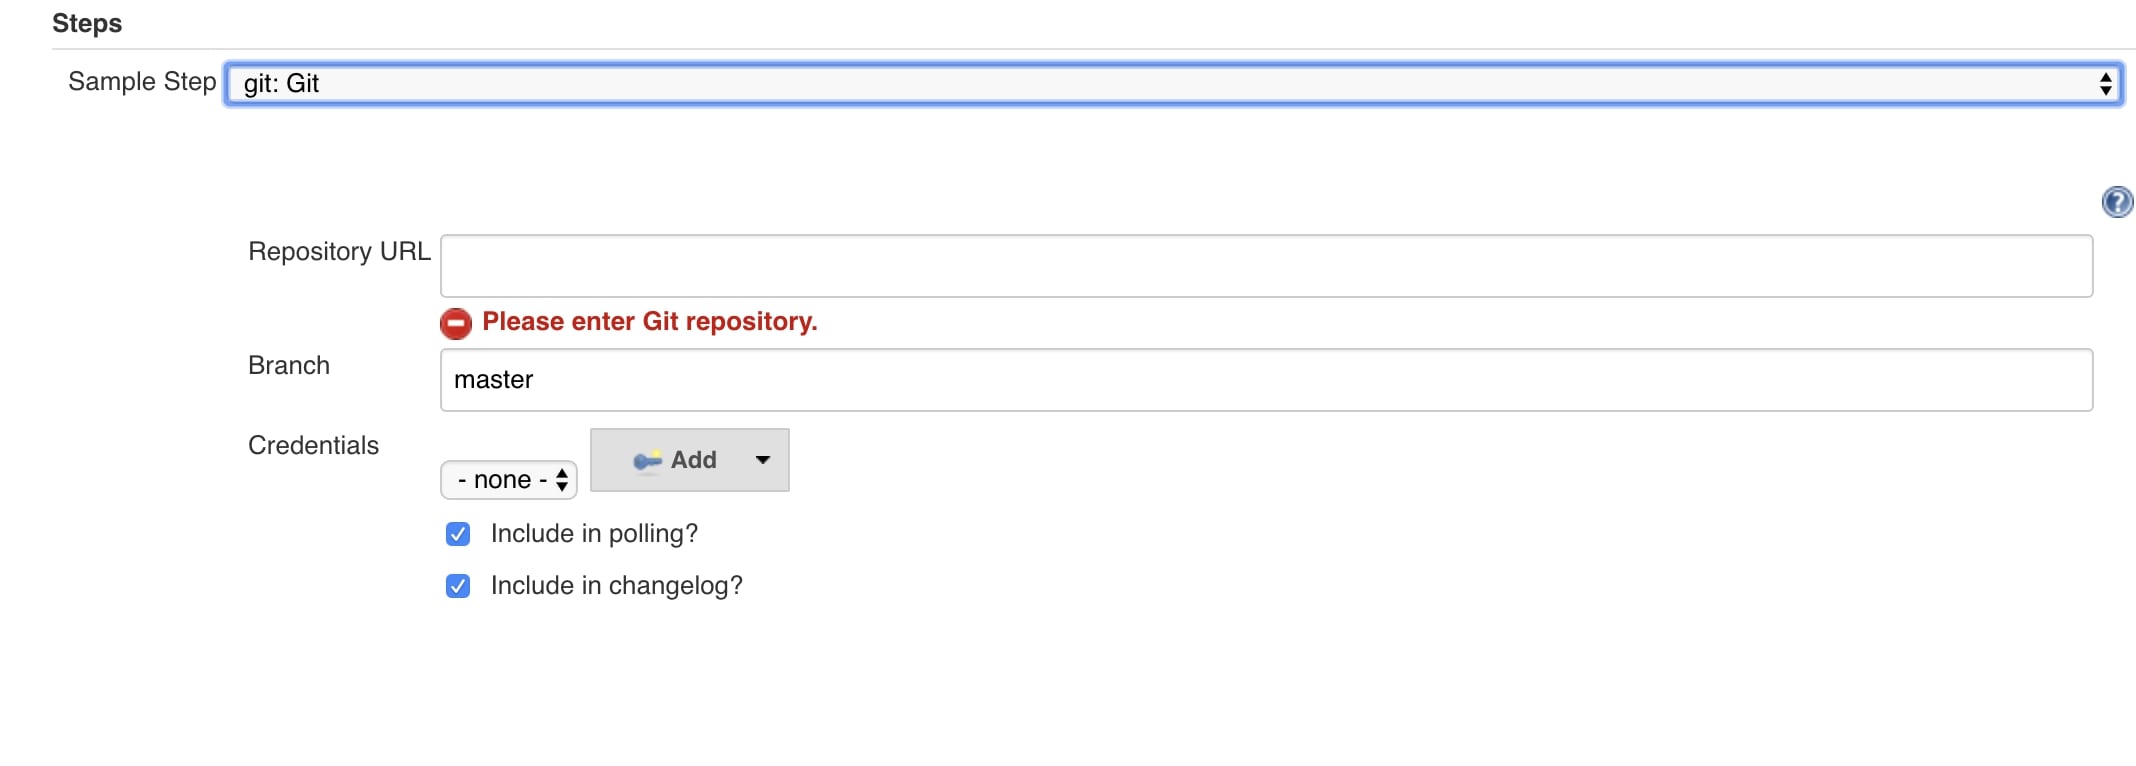 Steps
Sample Step git: Git
?
Repository URL
Please enter Git repository.
Branch master
Credentials
- none - Add
Include in polling?
Include in changelog?